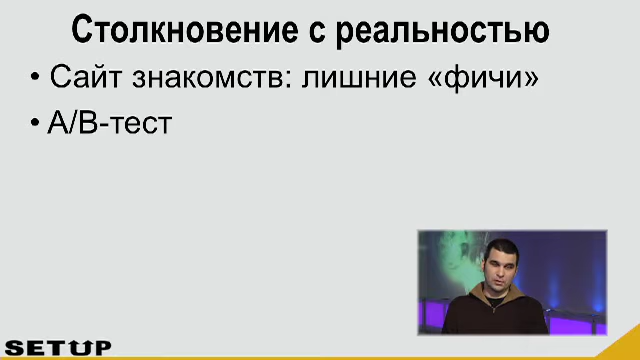 Столкновение с реальностью
• Сайт знакомств: лишние «фичи»
• A/B-тест
SETUP